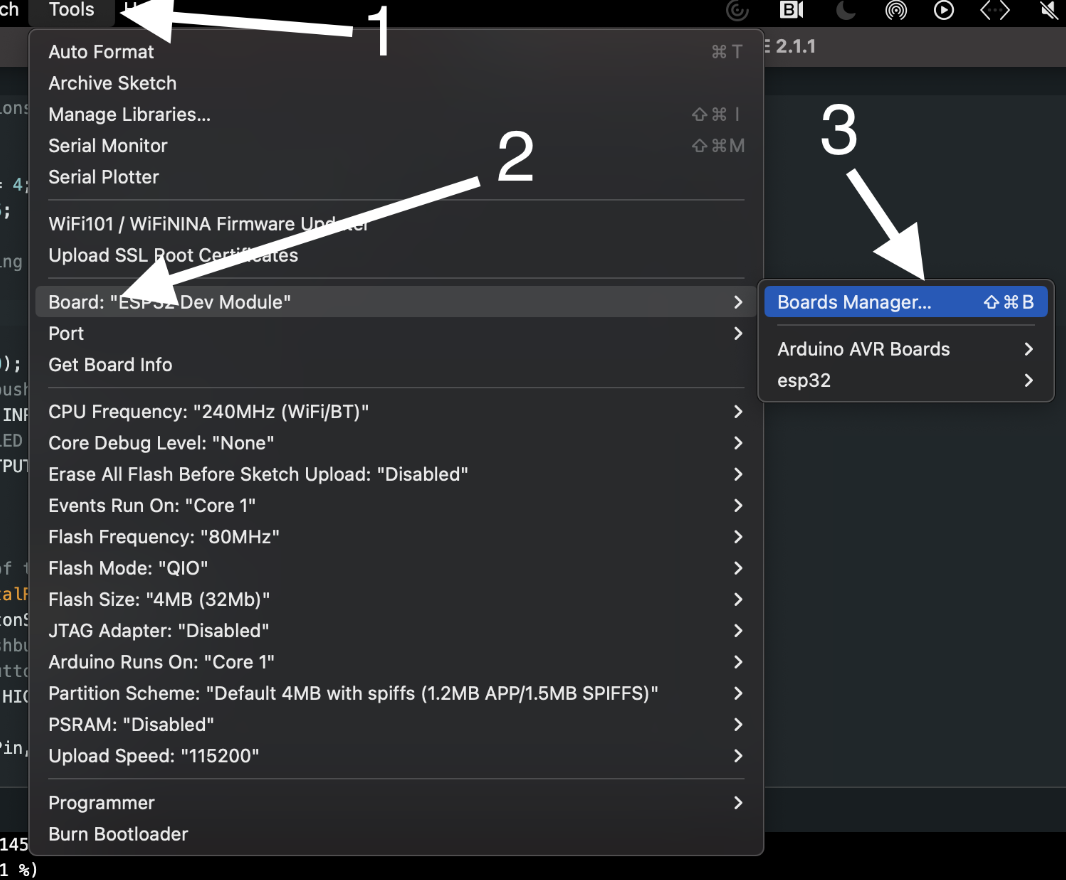 ch Tools
1
E 2.1.1
Auto Format ⌘ T
Archive Sketch
Manage Libraries... ⇧ ⌘ I
Serial Monitor ⇧ ⌘ M
Serial Plotter
2
3
WiFi101 / WiFiNINA Firmware Updater
Upload SSL Root Certificates
Board: "ESP32 Dev Module"
Boards Manager... ⇧ ⌘ B
Port
Arduino AVR Boards
Get Board Info
esp32
CPU Frequency: "240MHz (WiFi/BT)"
Core Debug Level: "None"
Erase All Flash Before Sketch Upload: "Disabled"
Events Run On: "Core 1"
Flash Frequency: "80MHz"
Flash Mode: "QIO"
Flash Size: "4MB (32Mb)"
JTAG Adapter: "Disabled"
Arduino Runs On: "Core 1"
Partition Scheme: "Default 4MB with spiffs (1.2MB APP/1.5MB SPIFFS)"
PSRAM: "Disabled"
Upload Speed: "115200"
Programmer
Burn Bootloader
ions
= 4;
;
ing
);
push
INP
LED
TPUT
of t
talR
tonS
shbu
utto
HIG
Pin,
145
1 %)